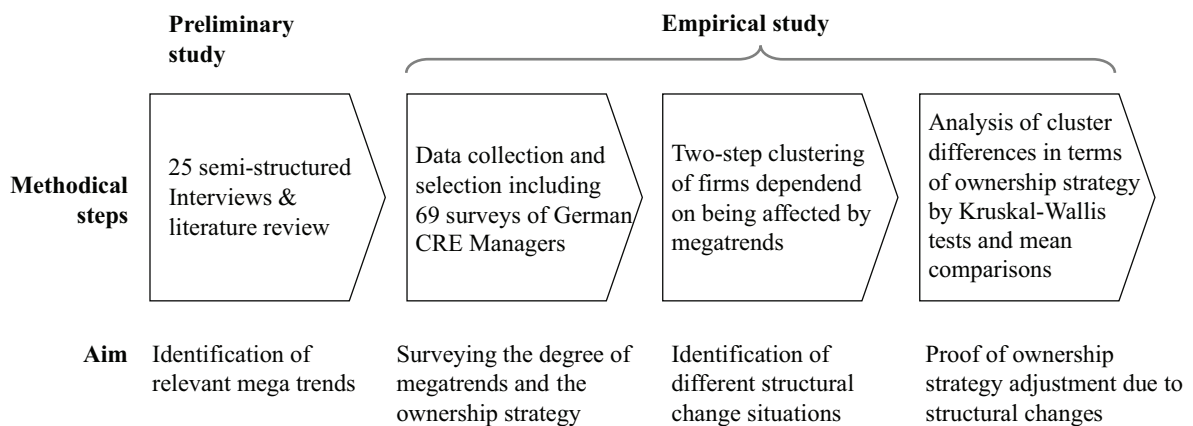 Preliminary
study
Empirical study
Methodical
steps
25 semi-structured
Interviews &
literature review
Data collection and
selection including
69 surveys of German
CRE Managers
Two-step clustering
of firms dependend
on being affected by
megatrends
Analysis of cluster
differences in terms
of ownership strategy
by Kruskal-Wallis
tests and mean
comparisons
Aim
Identification of
relevant mega trends
Surveying the degree of
megatrends and the
ownership strategy
Identification of
different structural
change situations
Proof of ownership
strategy adjustment due to
structural changes